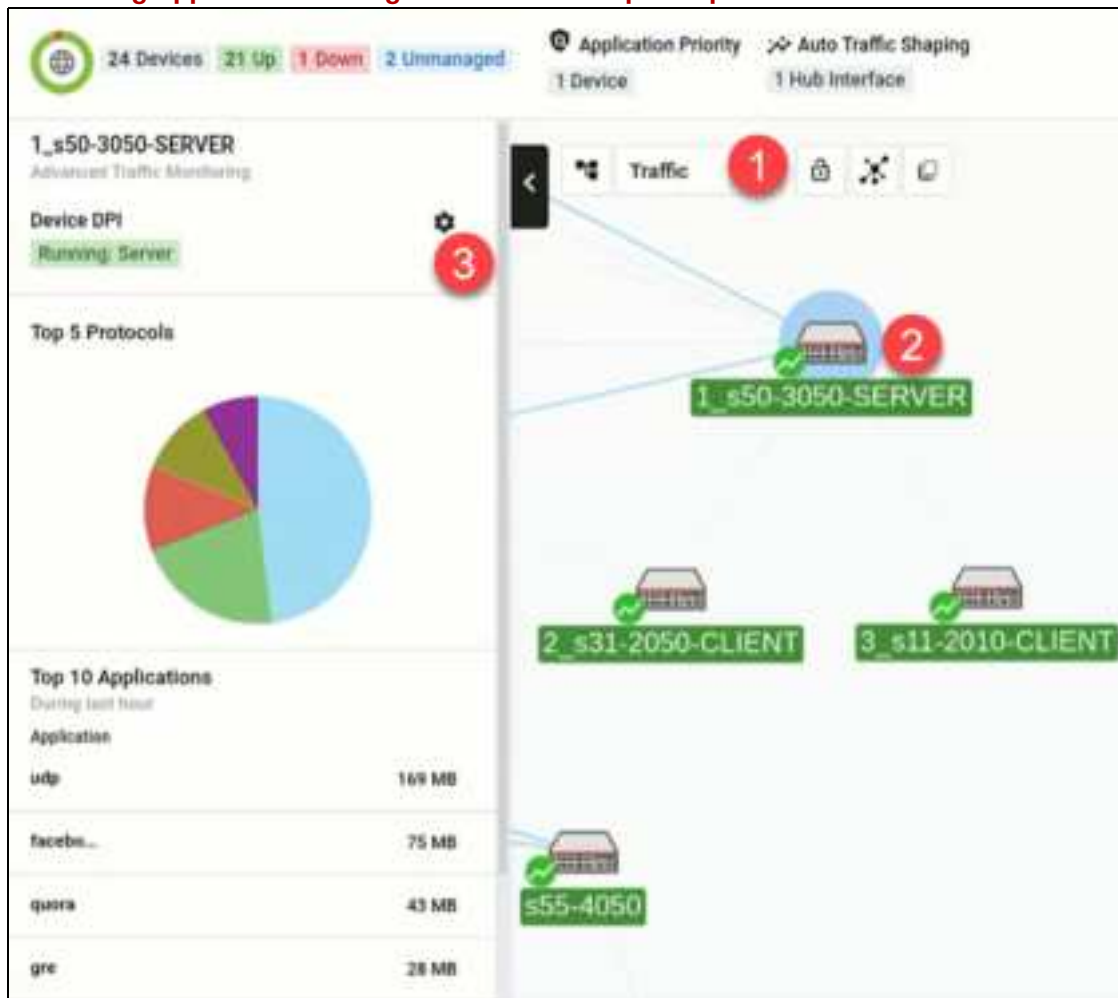 24 Devices 21 Up 1 Down 2 Unmanaged
Application Priority
1 Device
Auto Traffic Shaping
1 Hub Interface
1_s50-3050-SERVER
Advanced Traffic Monitoring
Device DPI
Running: Server
3
Top 5 Protocols
Top 10 Applications
During last hour
Application
udp 169 MB
facebo... 75 MB
quora 43 MB
gre 28 MB
Traffic
1
2
1_s50-3050-SERVER
2_s31-2050-CLIENT
3_s11-2010-CLIENT
s55-4050